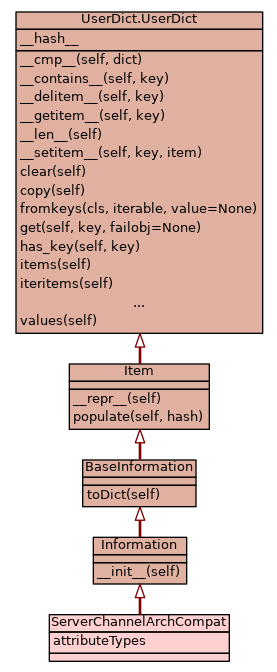 UserDict.UserDict
__hash__
__cmp__(self, dict)
__contains__(self, key)
__delitem__(self, key)
__getitem__(self, key)
__len__(self)
__setitem__(self, key, item)
clear(self)
copy(self)
fromkeys(cls, iterable, value=None)
get(self, key, failobj=None)
has_key(self, key)
items(self)
iteritems(self)
...
values(self)
Item
__repr__(self)
populate(self, hash)
BaseInformation
toDict(self)
Information
__init__(self)
ServerChannelArchCompat
attributeTypes